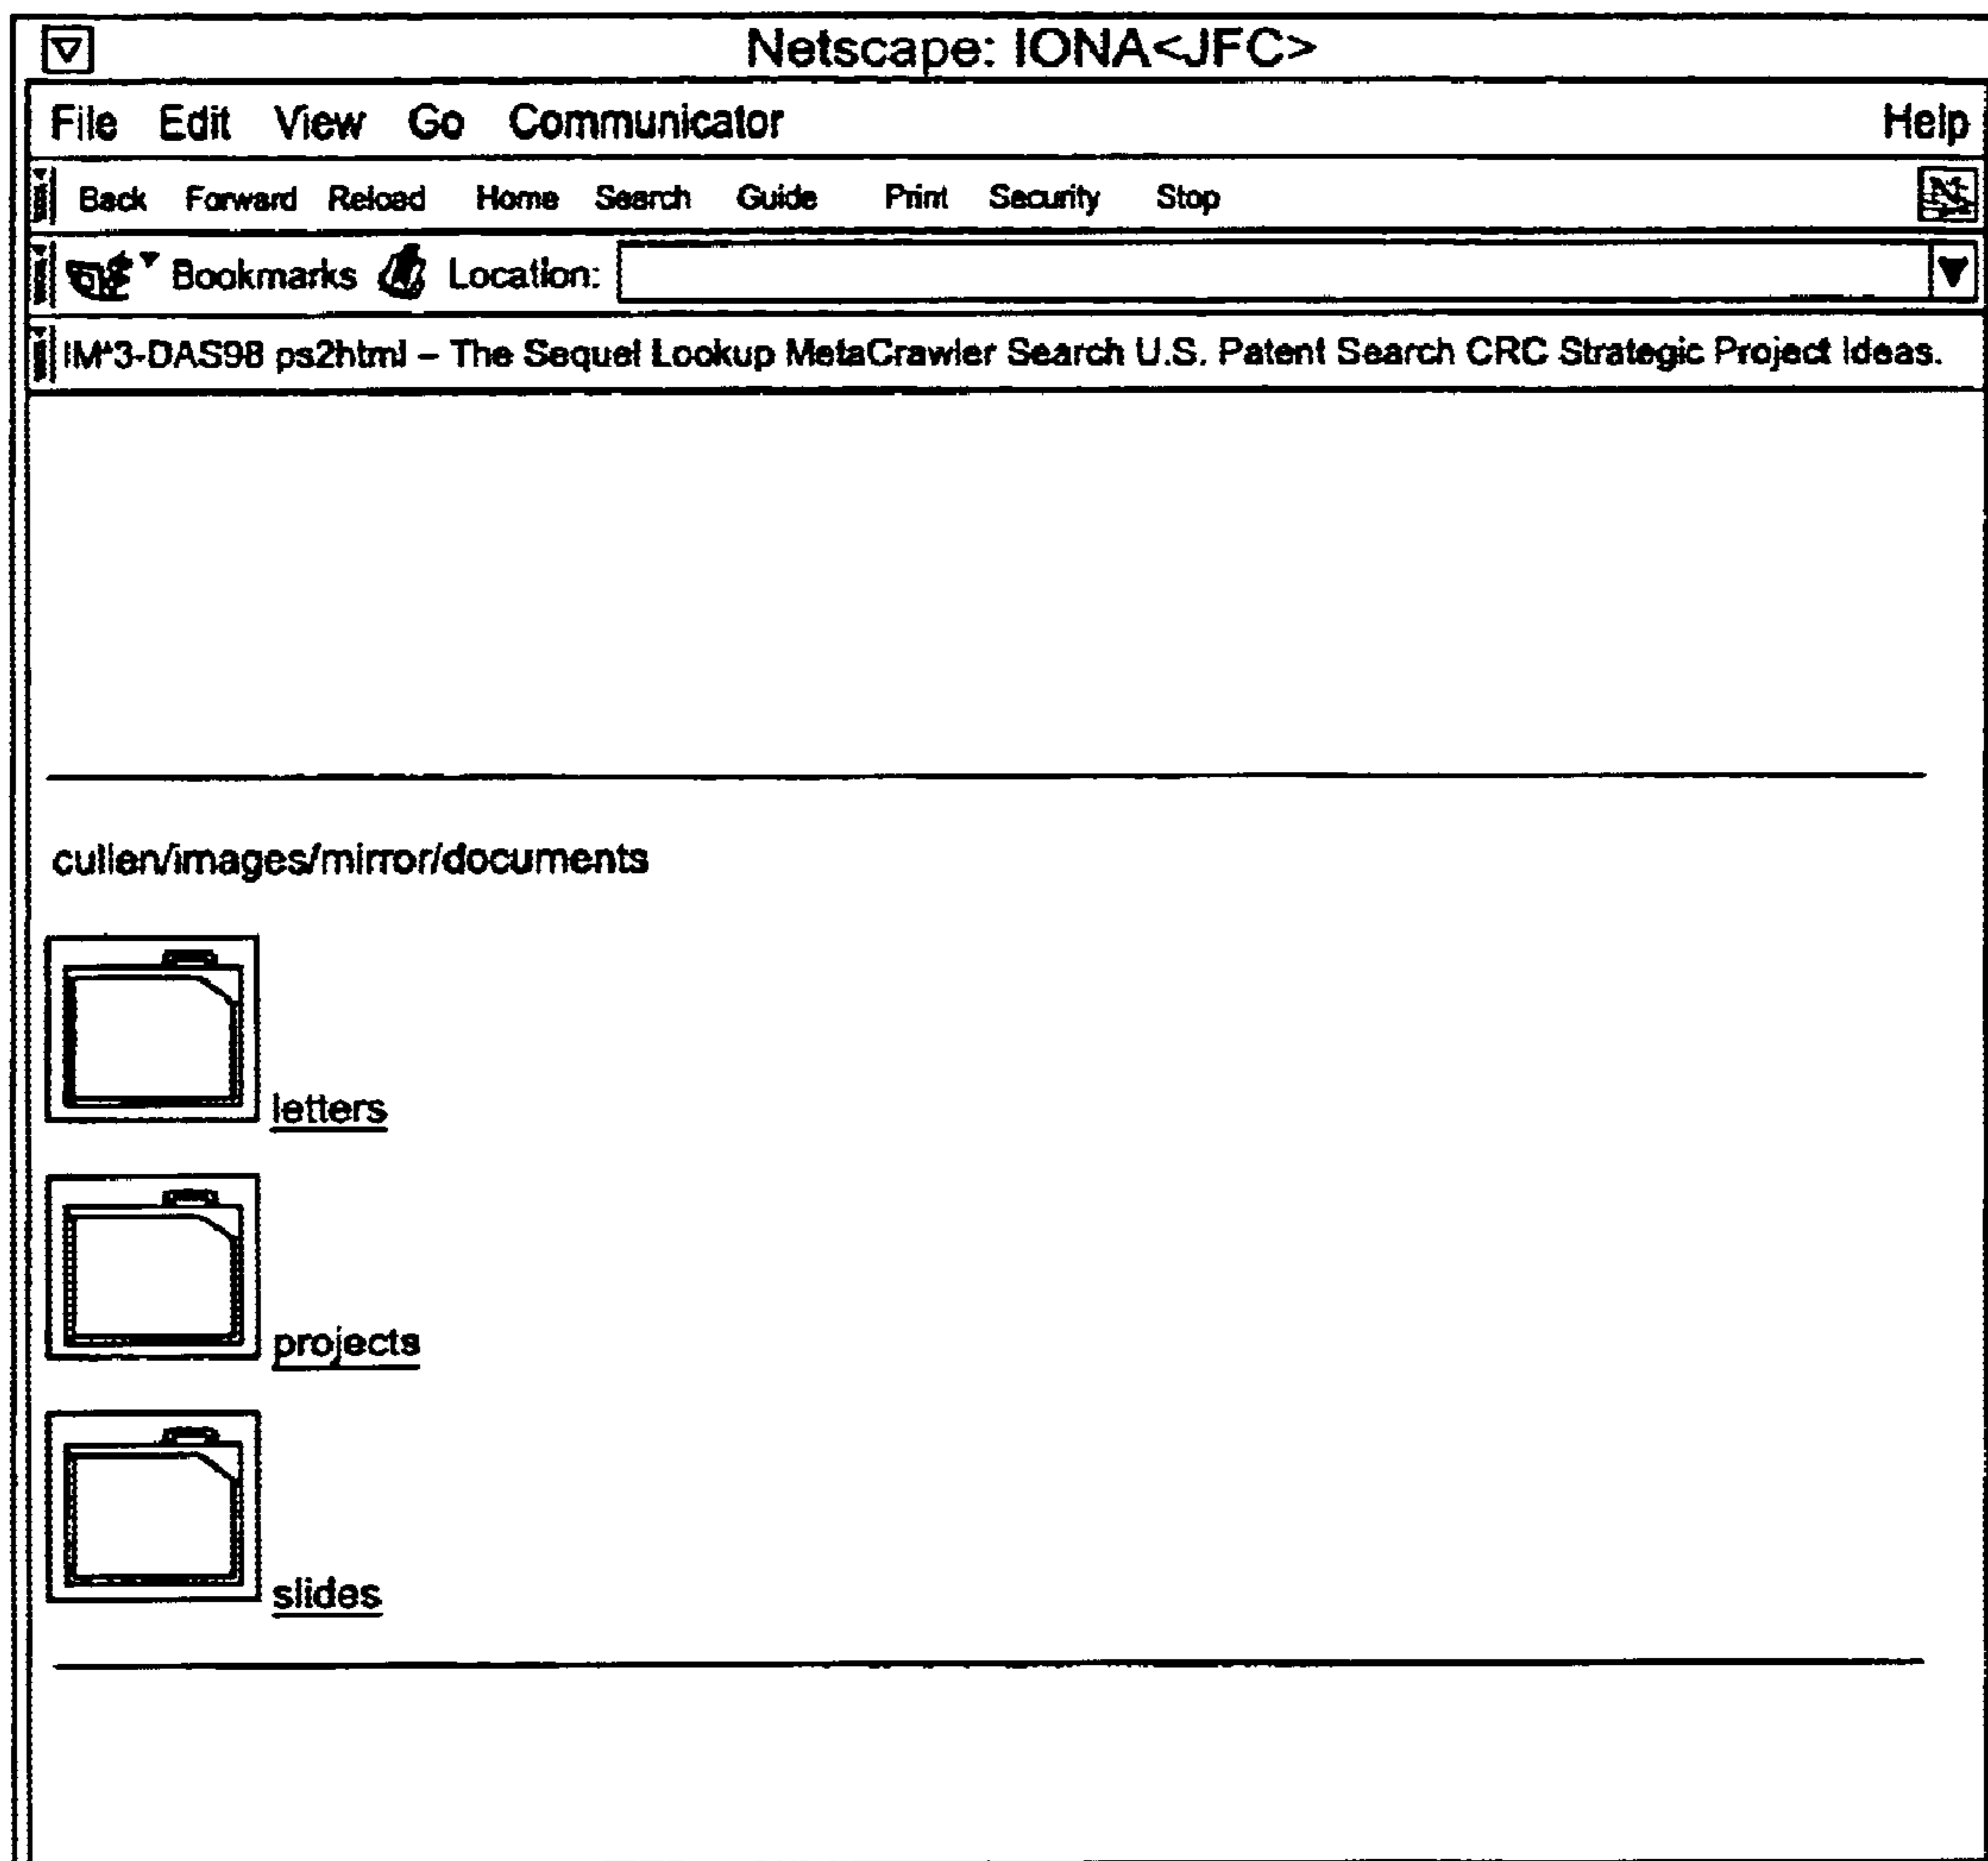 Netscape: IONA<JFC>
File Edit View Go Communicator Help
Back Forward Reload Home Search Guide Print Security Stop N
Bookmarks Location:
IM^3-DAS98 ps2html – The Sequel Lookup MetaCrawler Search U.S. Patent Search CRC Strategic Project Ideas.
cullen/images/mirror/documents
letters
projects
slides